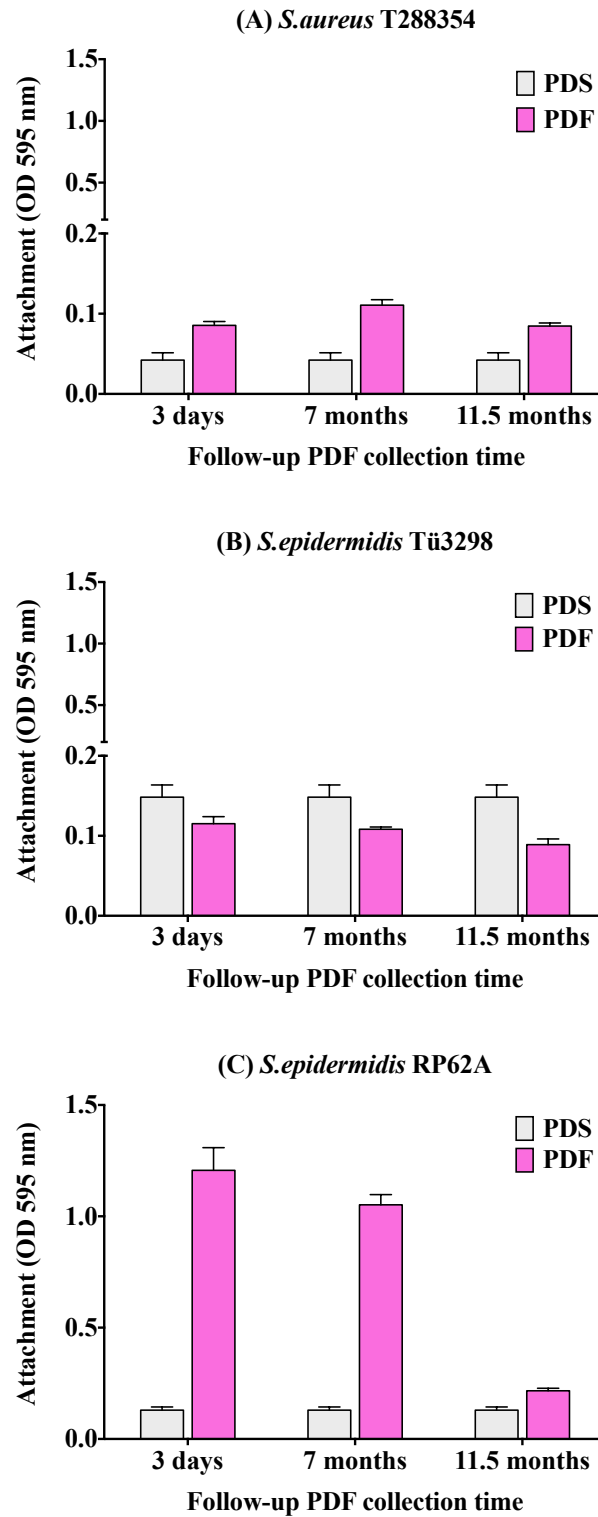 (A) S.aureus T288354
1.5
1.0
0.5
0.2
0.1
0.0
Attachment (OD 595 nm)
PDS
PDF
3 days 7 months 11.5 months
Follow-up PDF collection time
(B) S.epidermidis Tü3298
1.5
1.0
0.5
0.2
0.1
0.0
Attachment (OD 595 nm)
PDS
PDF
3 days 7 months 11.5 months
Follow-up PDF collection time
(C) S.epidermidis RP62A
1.5
1.0
0.5
0.0
Attachment (OD 595 nm)
PDS
PDF
3 days 7 months 11.5 months
Follow-up PDF collection time